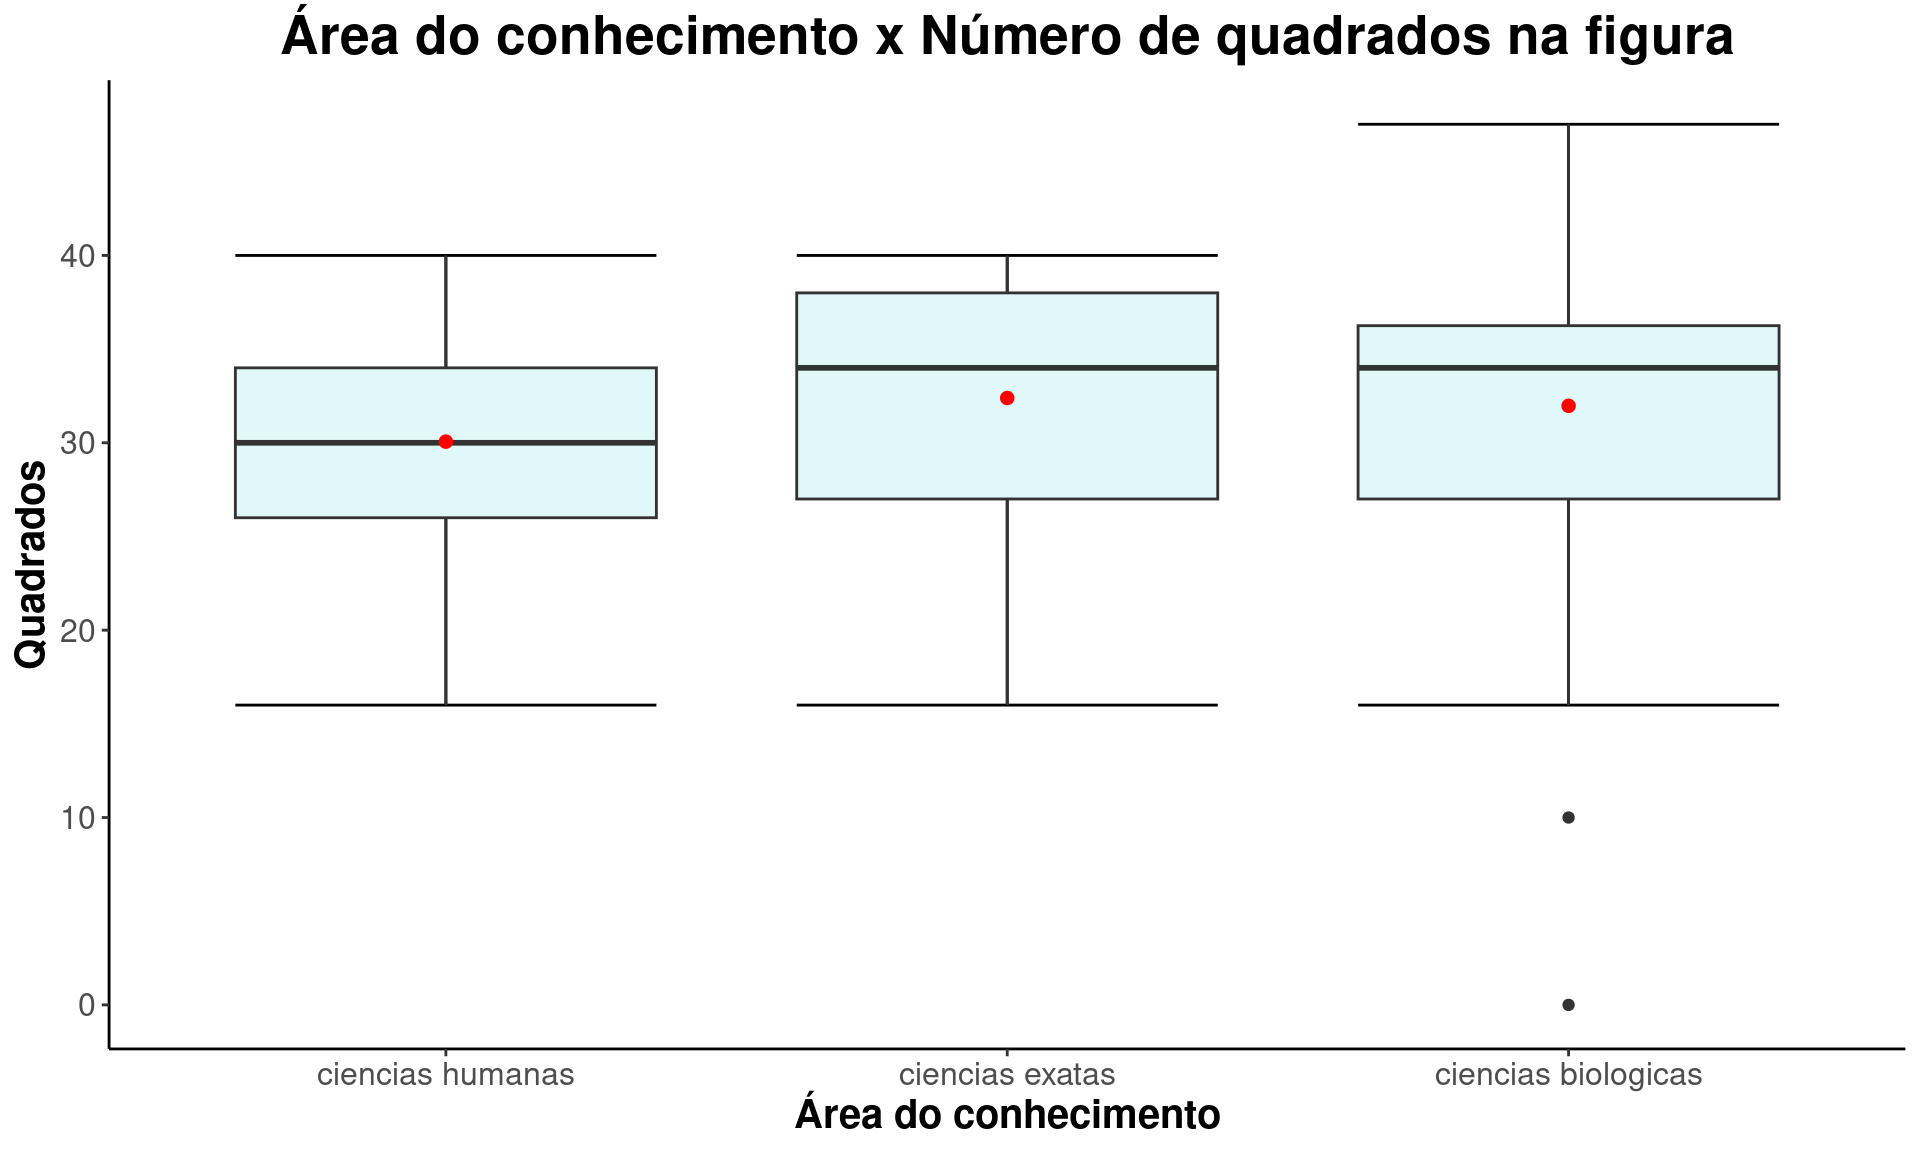 Área do conhecimento x Número de quadrados na figura
Quadrados
40
30
20
10
0
ciencias humanas
ciencias exatas
ciencias biologicas
Área do conhecimento